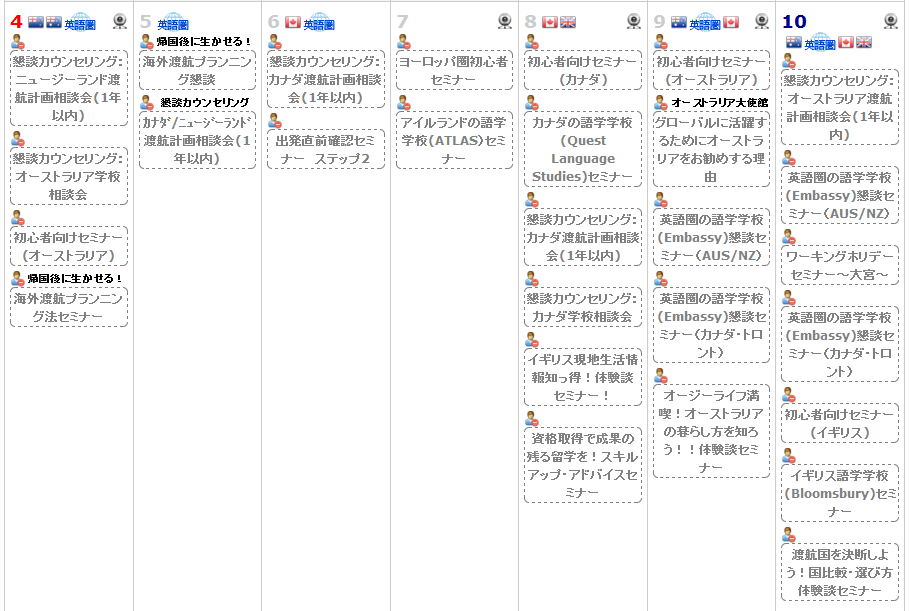 4 英語圏
懇談カウンセリング:
ニュージーランド渡
航計画相談会(1年
以内)
懇談カウンセリング:
オーストラリア学校
相談会
初心者向けセミナー
(オーストラリア)
帰国後に生かせる!
海外渡航プランニン
グ法セミナー
5 英語圏
帰国後に生かせる!
海外渡航プランニン
グ懇談
懇談カウンセリング
カナダ/ニュージーランド
渡航計画相談会(1
年以内)
6 英語圏
懇談カウンセリング:
カナダ渡航計画相談
会(1年以内)
出発直前確認セミ
ナー ステップ2
7
ヨーロッパ圏初心者
セミナー
アイルランドの語学
学校(ATLAS)セミ
ナー
8
初心者向けセミナー
(カナダ)
カナダの語学学校
(Quest
Language
Studies)セミナー
懇談カウンセリング:
カナダ渡航計画相談
会(1年以内)
懇談カウンセリング:
カナダ学校相談会
イギリス現地生活情
報知っ得!体験談
セミナー!
資格取得で成果の
残る留学を!スキル
アップ・アドバイスセ
ミナー
9 英語圏
初心者向けセミナー
(オーストラリア)
オーストラリア大使館
グローバルに活躍す
るためにオーストラ
リアをお勧めする理
由
英語圏の語学学校
(Embassy)懇談セ
ミナー(AUS/NZ)
英語圏の語学学校
(Embassy)懇談セ
ミナー(カナダ・トロ
ント)
オージーライフ満
喫!オーストラリア
の暮らし方を知ろ
う!!体験談セミ
ナー
10
英語圏
懇談カウンセリング:
オーストラリア渡航
計画相談会(1年以
内)
英語圏の語学学校
(Embassy)懇談セ
ミナー(AUS/NZ)
ワーキングホリデー
セミナー～大宮～
英語圏の語学学校
(Embassy)懇談セ
ミナー(カナダ・トロ
ント)
初心者向けセミナー
(イギリス)
イギリス語学学校
(Bloomsbury)セミ
ナー
渡航国を決断しよ
う!国比較・選び方
体験談セミナー